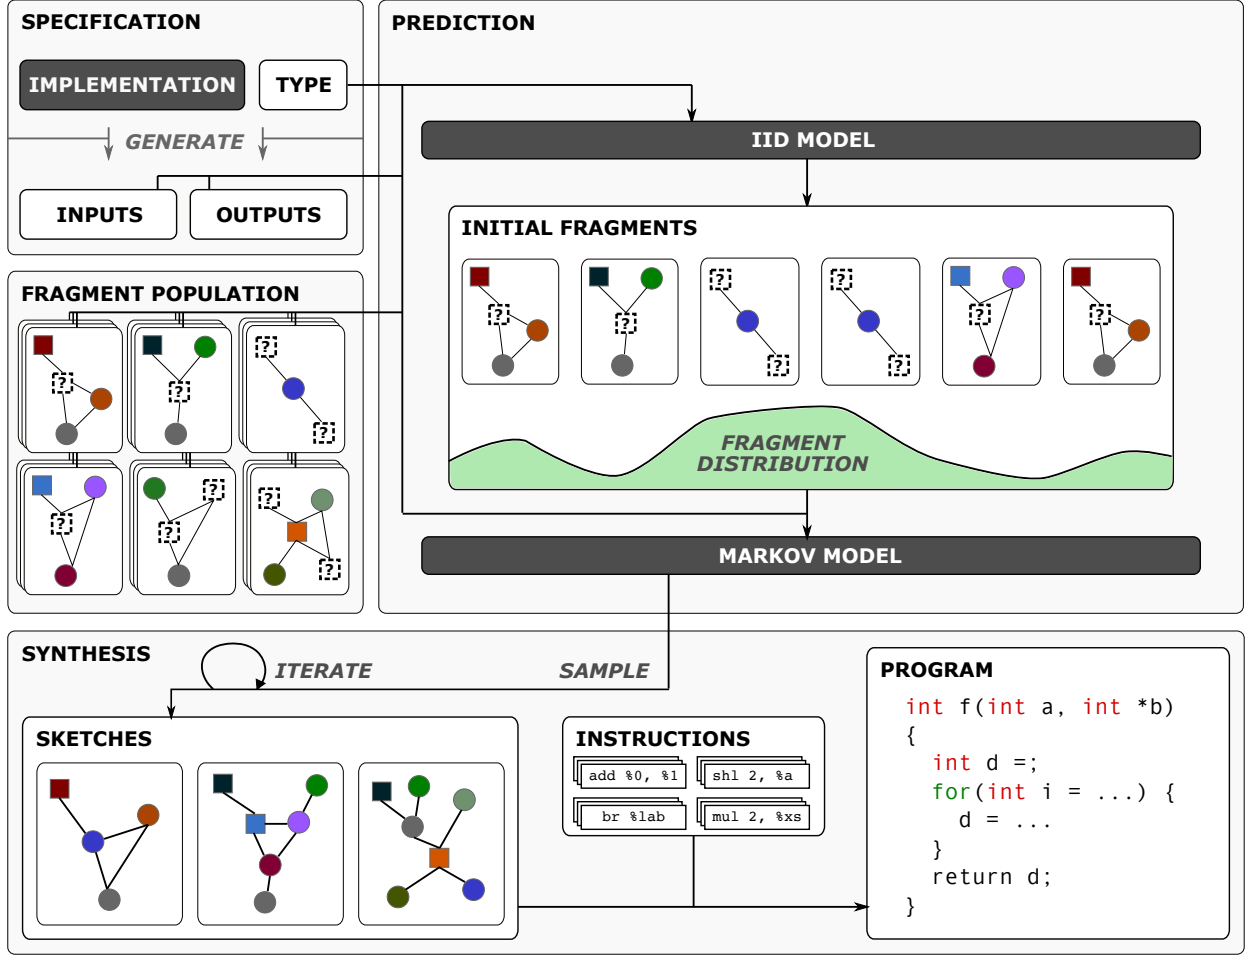 SPECIFICATION
IMPLEMENTATION
TYPE
GENERATE
INPUTS
OUTPUTS
FRAGMENT POPULATION
?
?
?
?
?
?
?
?
?
?
PREDICTION
IID MODEL
INITIAL FRAGMENTS
?
?
?
?
?
?
?
?
FRAGMENT
DISTRIBUTION
MARKOV MODEL
SYNTHESIS
ITERATE
SAMPLE
SKETCHES
INSTRUCTIONS
add %0, %1
shl 2, %a
br %lab
mul 2, %xs
PROGRAM
int f(int a, int *b)
{
int d =;
for(int i = ...) {
d = ...
}
return d;
}